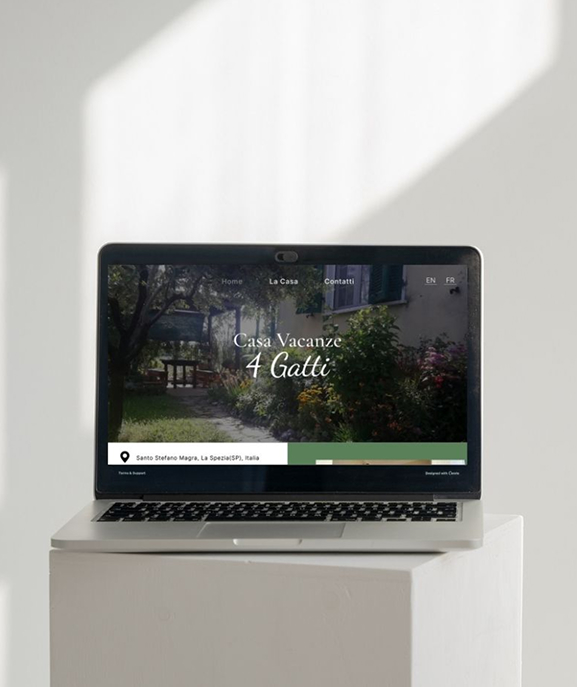 Home La Casa Contatti EN FR
Casa Vacanze
4 Gatti
Santo Stefano Magra, La Spezia(SP), Italia
Terms & Support
Designed with